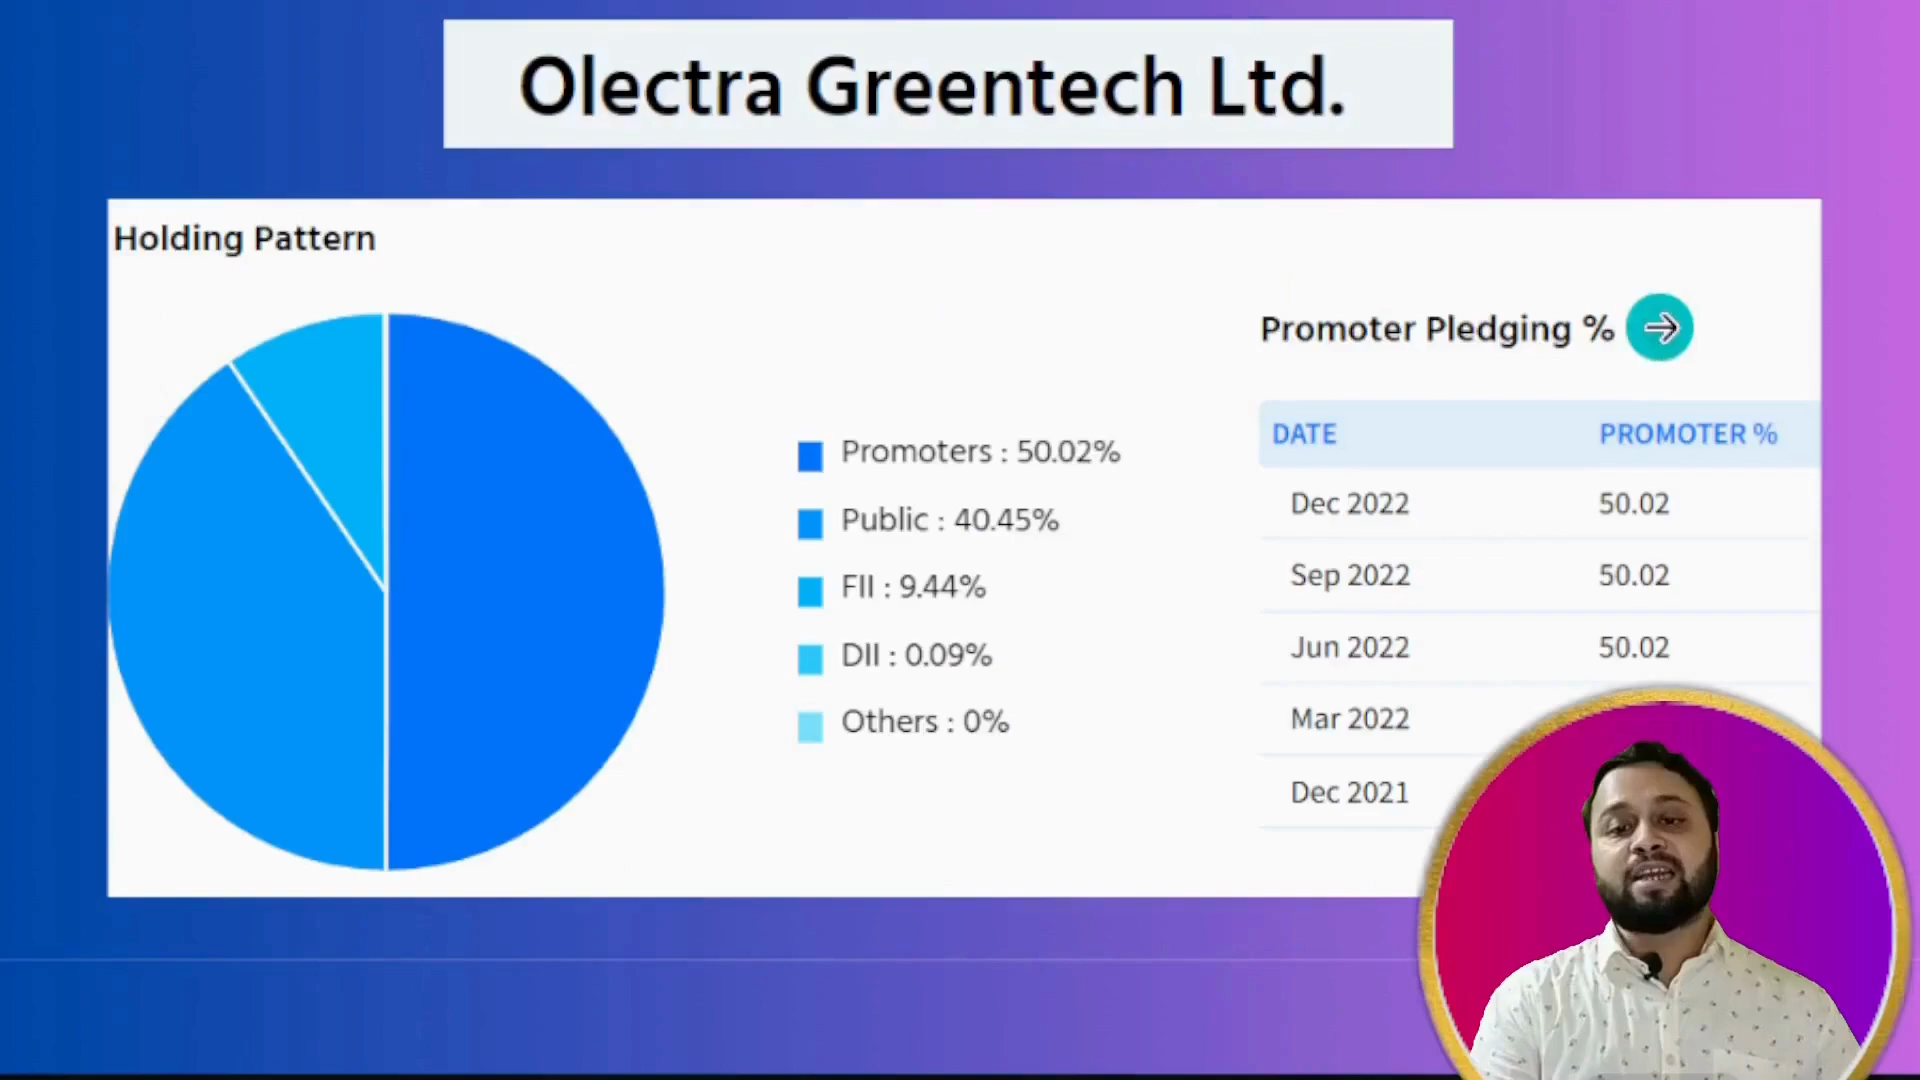 Olectra Greentech Ltd.
Holding Pattern
Promoters : 50.02%
Public : 40.45%
FII : 9.44%
DII : 0.09%
Others : 0%
Promoter Pledging %
DATE PROMOTER %
Dec 2022 50.02
Sep 2022 50.02
Jun 2022 50.02
Mar 2022
Dec 2021